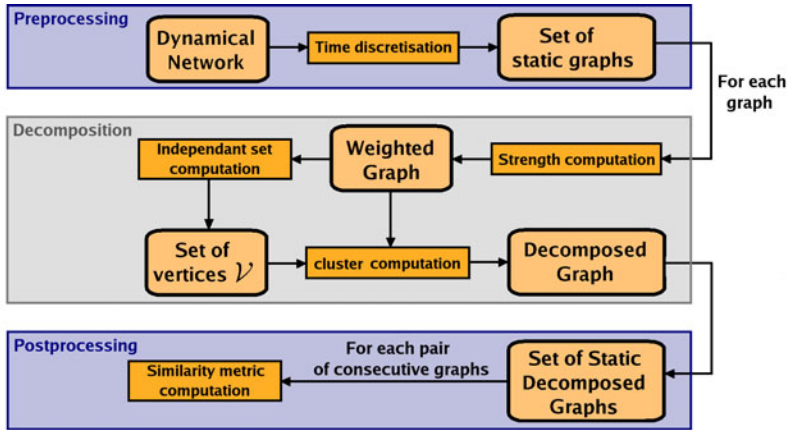 Preprocessing
Dynamical
Network
Time discretisation
Set of
static graphs
For each
graph
Decomposition
Independant set
computation
Weighted
Graph
Strength computation
Set of
vertices 𝒱
cluster computation
Decomposed
Graph
Postprocessing
Similarity metric
computation
For each pair
of consecutive graphs
Set of Static
Decomposed
Graphs